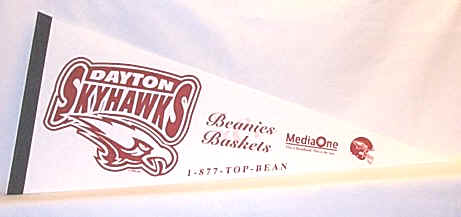 DAYTON
SKYHAWKS
Beanies
&
Baskets
MediaOne
1-877-TOP-BEAN